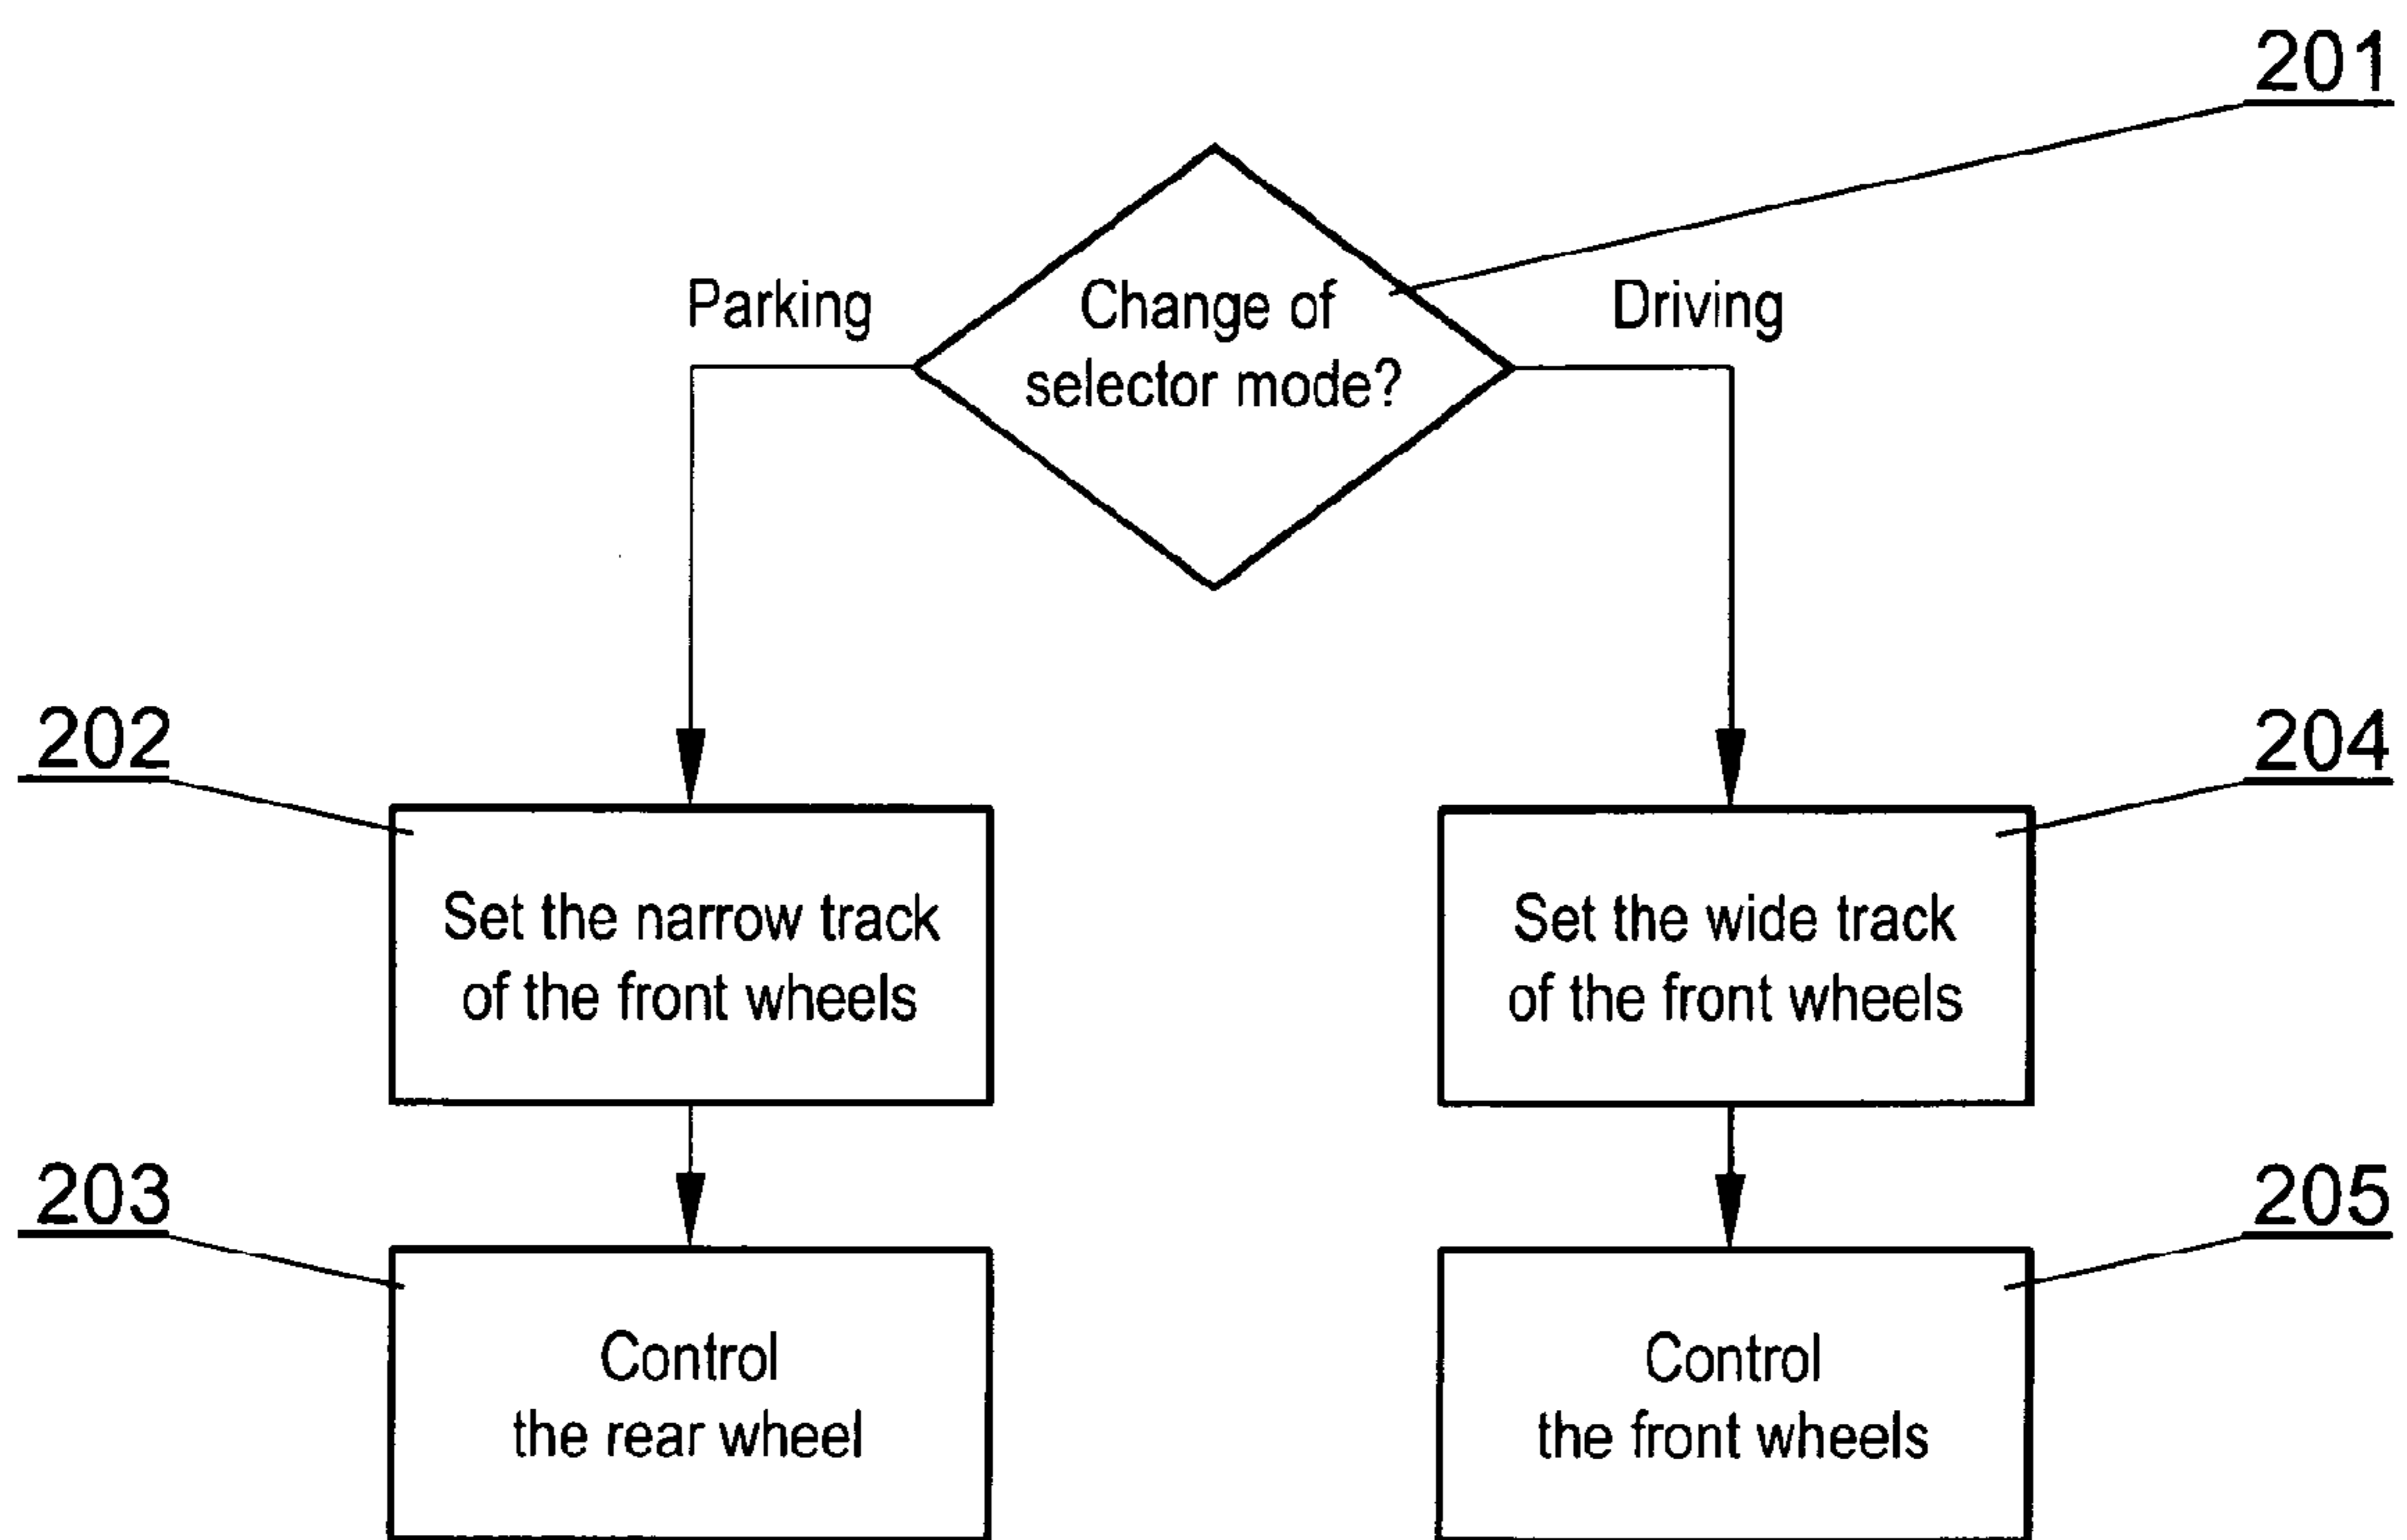 201
Parking
Change of
selector mode?
Driving
202
204
Set the narrow track
of the front wheels
Set the wide track
of the front wheels
203
205
Control
the rear wheel
Control
the front wheels